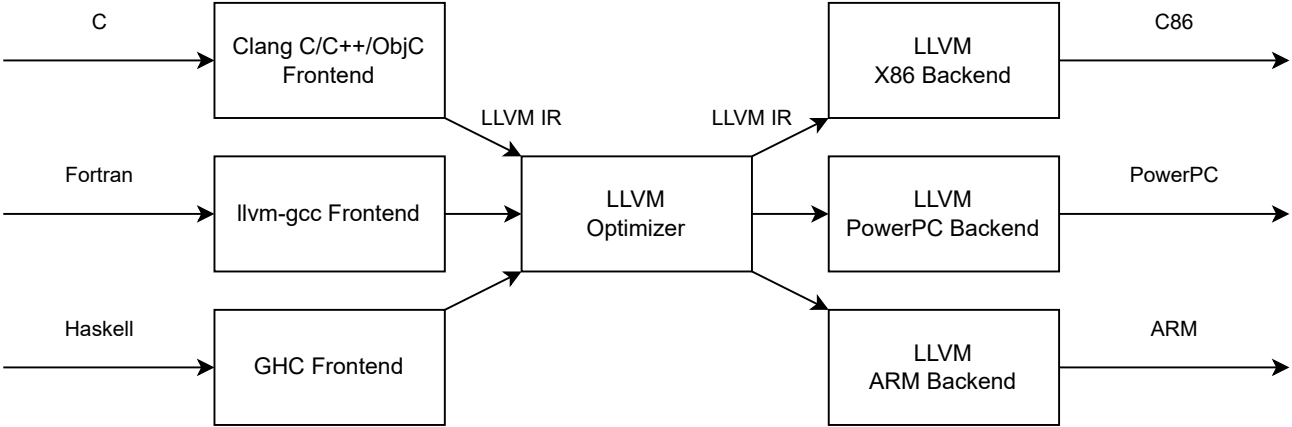 C
Clang C/C++/ObjC
Frontend
LLVM IR
LLVM IR
LLVM
X86 Backend
C86
Fortran
llvm-gcc Frontend
LLVM
Optimizer
LLVM
PowerPC Backend
PowerPC
Haskell
GHC Frontend
LLVM
ARM Backend
ARM